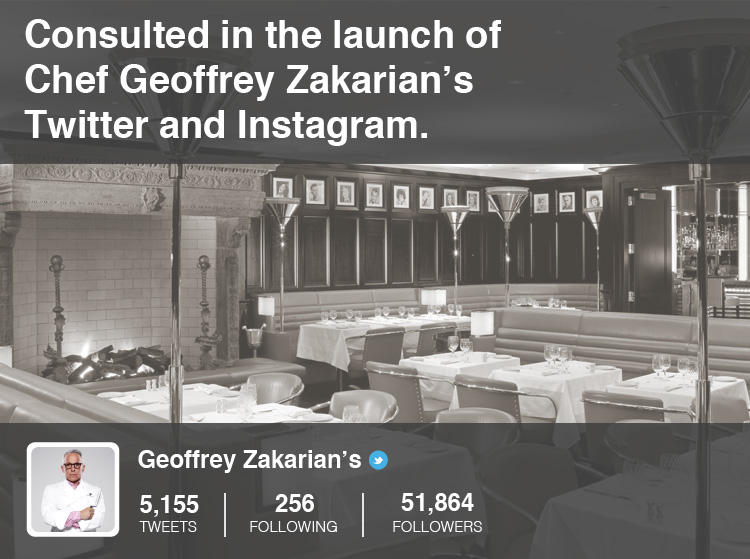 Consulted in the launch of
Chef Geoffrey Zakarian’s
Twitter and Instagram.
Geoffrey Zakarian’s
5,155 256 51,864
TWEETS FOLLOWING FOLLOWERS